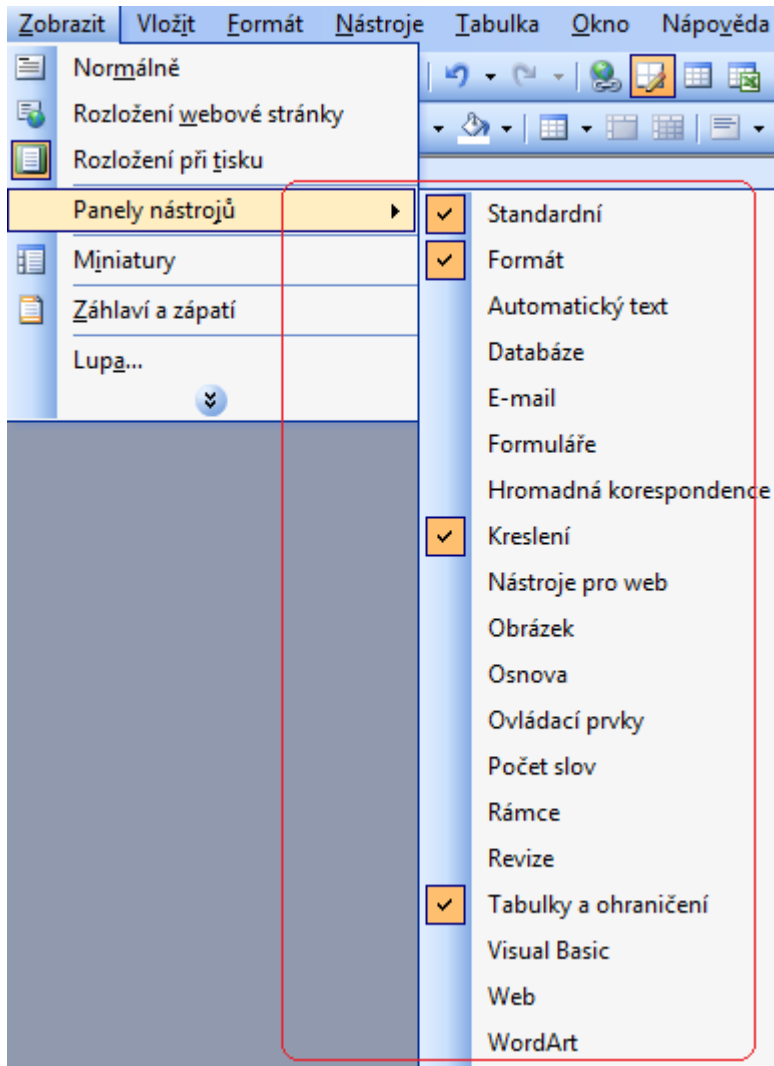 Zobrazit Vložit Formát Nástroje Tabulka Okno Nápověda
Normálně
Rozložení webové stránky
Rozložení při tisku
Panely nástrojů
Miniatury
Záhlaví a zápatí
Lupa...
Standardní
Formát
Automatický text
Databáze
E-mail
Formuláře
Hromadná korespondence
Kreslení
Nástroje pro web
Obrázek
Osnova
Ovládací prvky
Počet slov
Rámce
Revize
Tabulky a ohraničení
Visual Basic
Web
WordArt